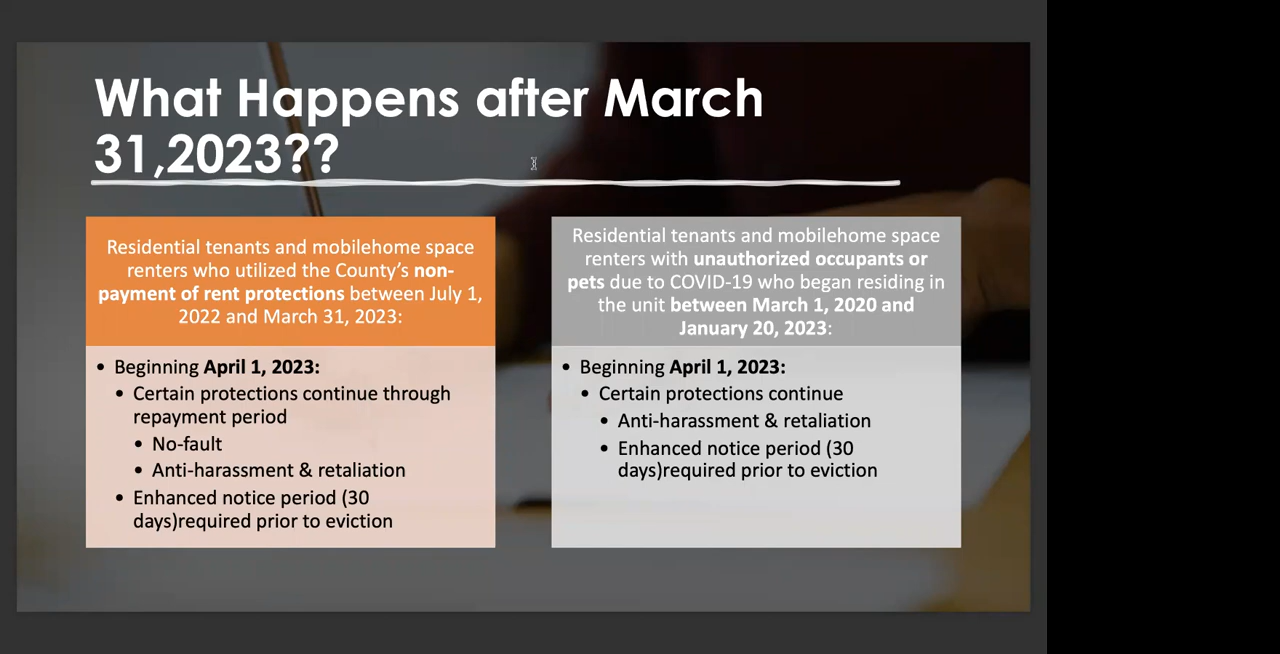 What Happens after March
31,2023??
Residential tenants and mobilehome space
renters who utilized the County's non-
payment of rent protections between July 1,
2022 and March 31, 2023:
• Beginning April 1, 2023:
• Certain protections continue through
repayment period
• No-fault
• Anti-harassment & retaliation
• Enhanced notice period (30
days)required prior to eviction
Residential tenants and mobilehome space
renters with unauthorized occupants or
pets due to COVID-19 who began residing in
the unit between March 1, 2020 and
January 20, 2023:
• Beginning April 1, 2023:
• Certain protections continue
• Anti-harassment & retaliation
• Enhanced notice period (30
days)required prior to eviction